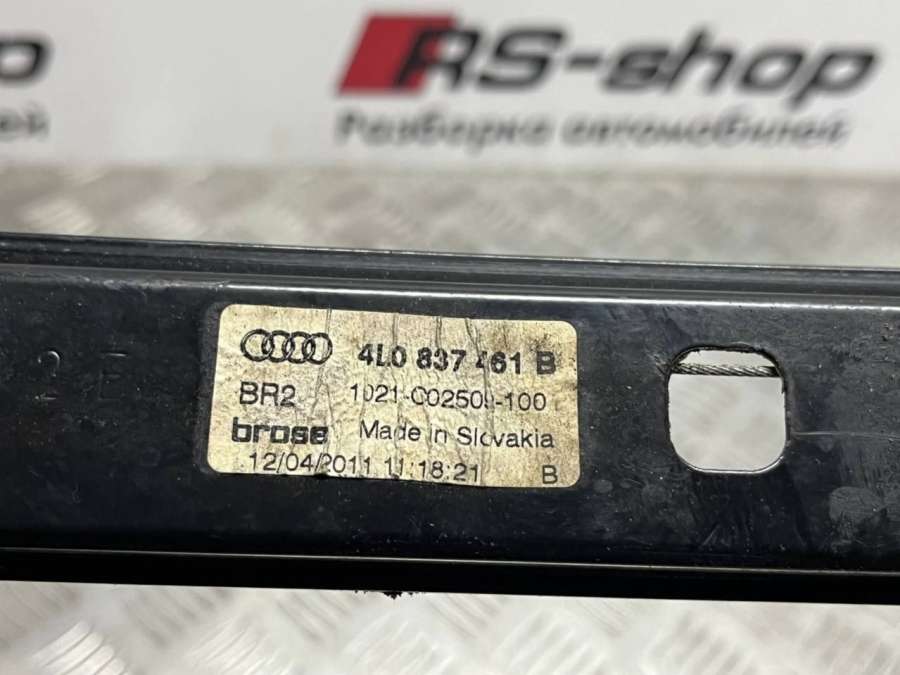 RS-shop
Разборка автомобилей
4L0 837 461 B
BR2
1021-C02509-100
brose Made in Slovakia
12/04/2011 11:18:21 B